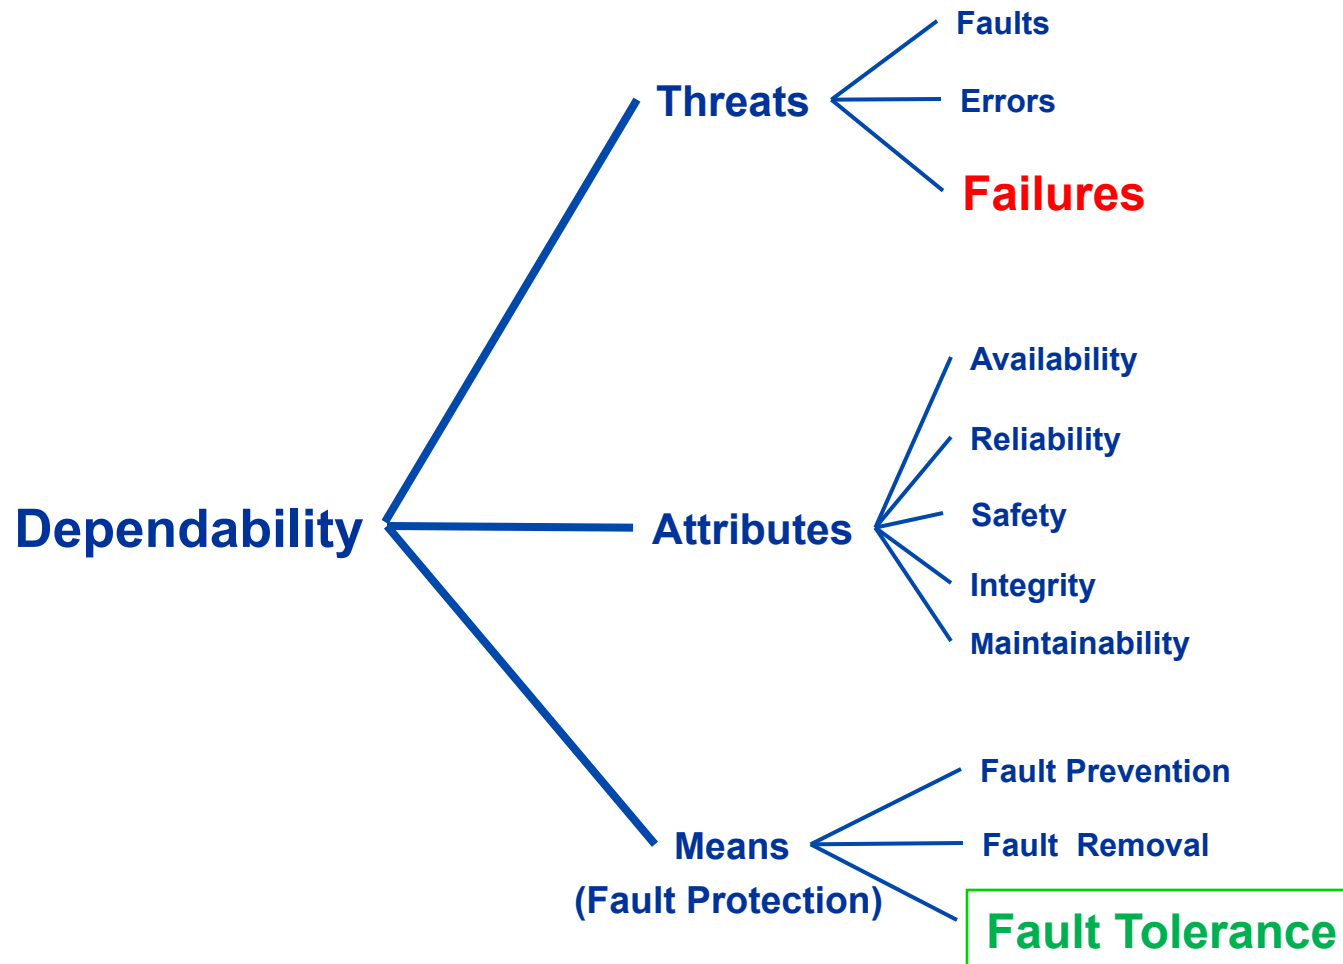 Dependability
Threats
Faults
Errors
Failures
Attributes
Availability
Reliability
Safety
Integrity
Maintainability
Means
(Fault Protection)
Fault Prevention
Fault Removal
Fault Tolerance